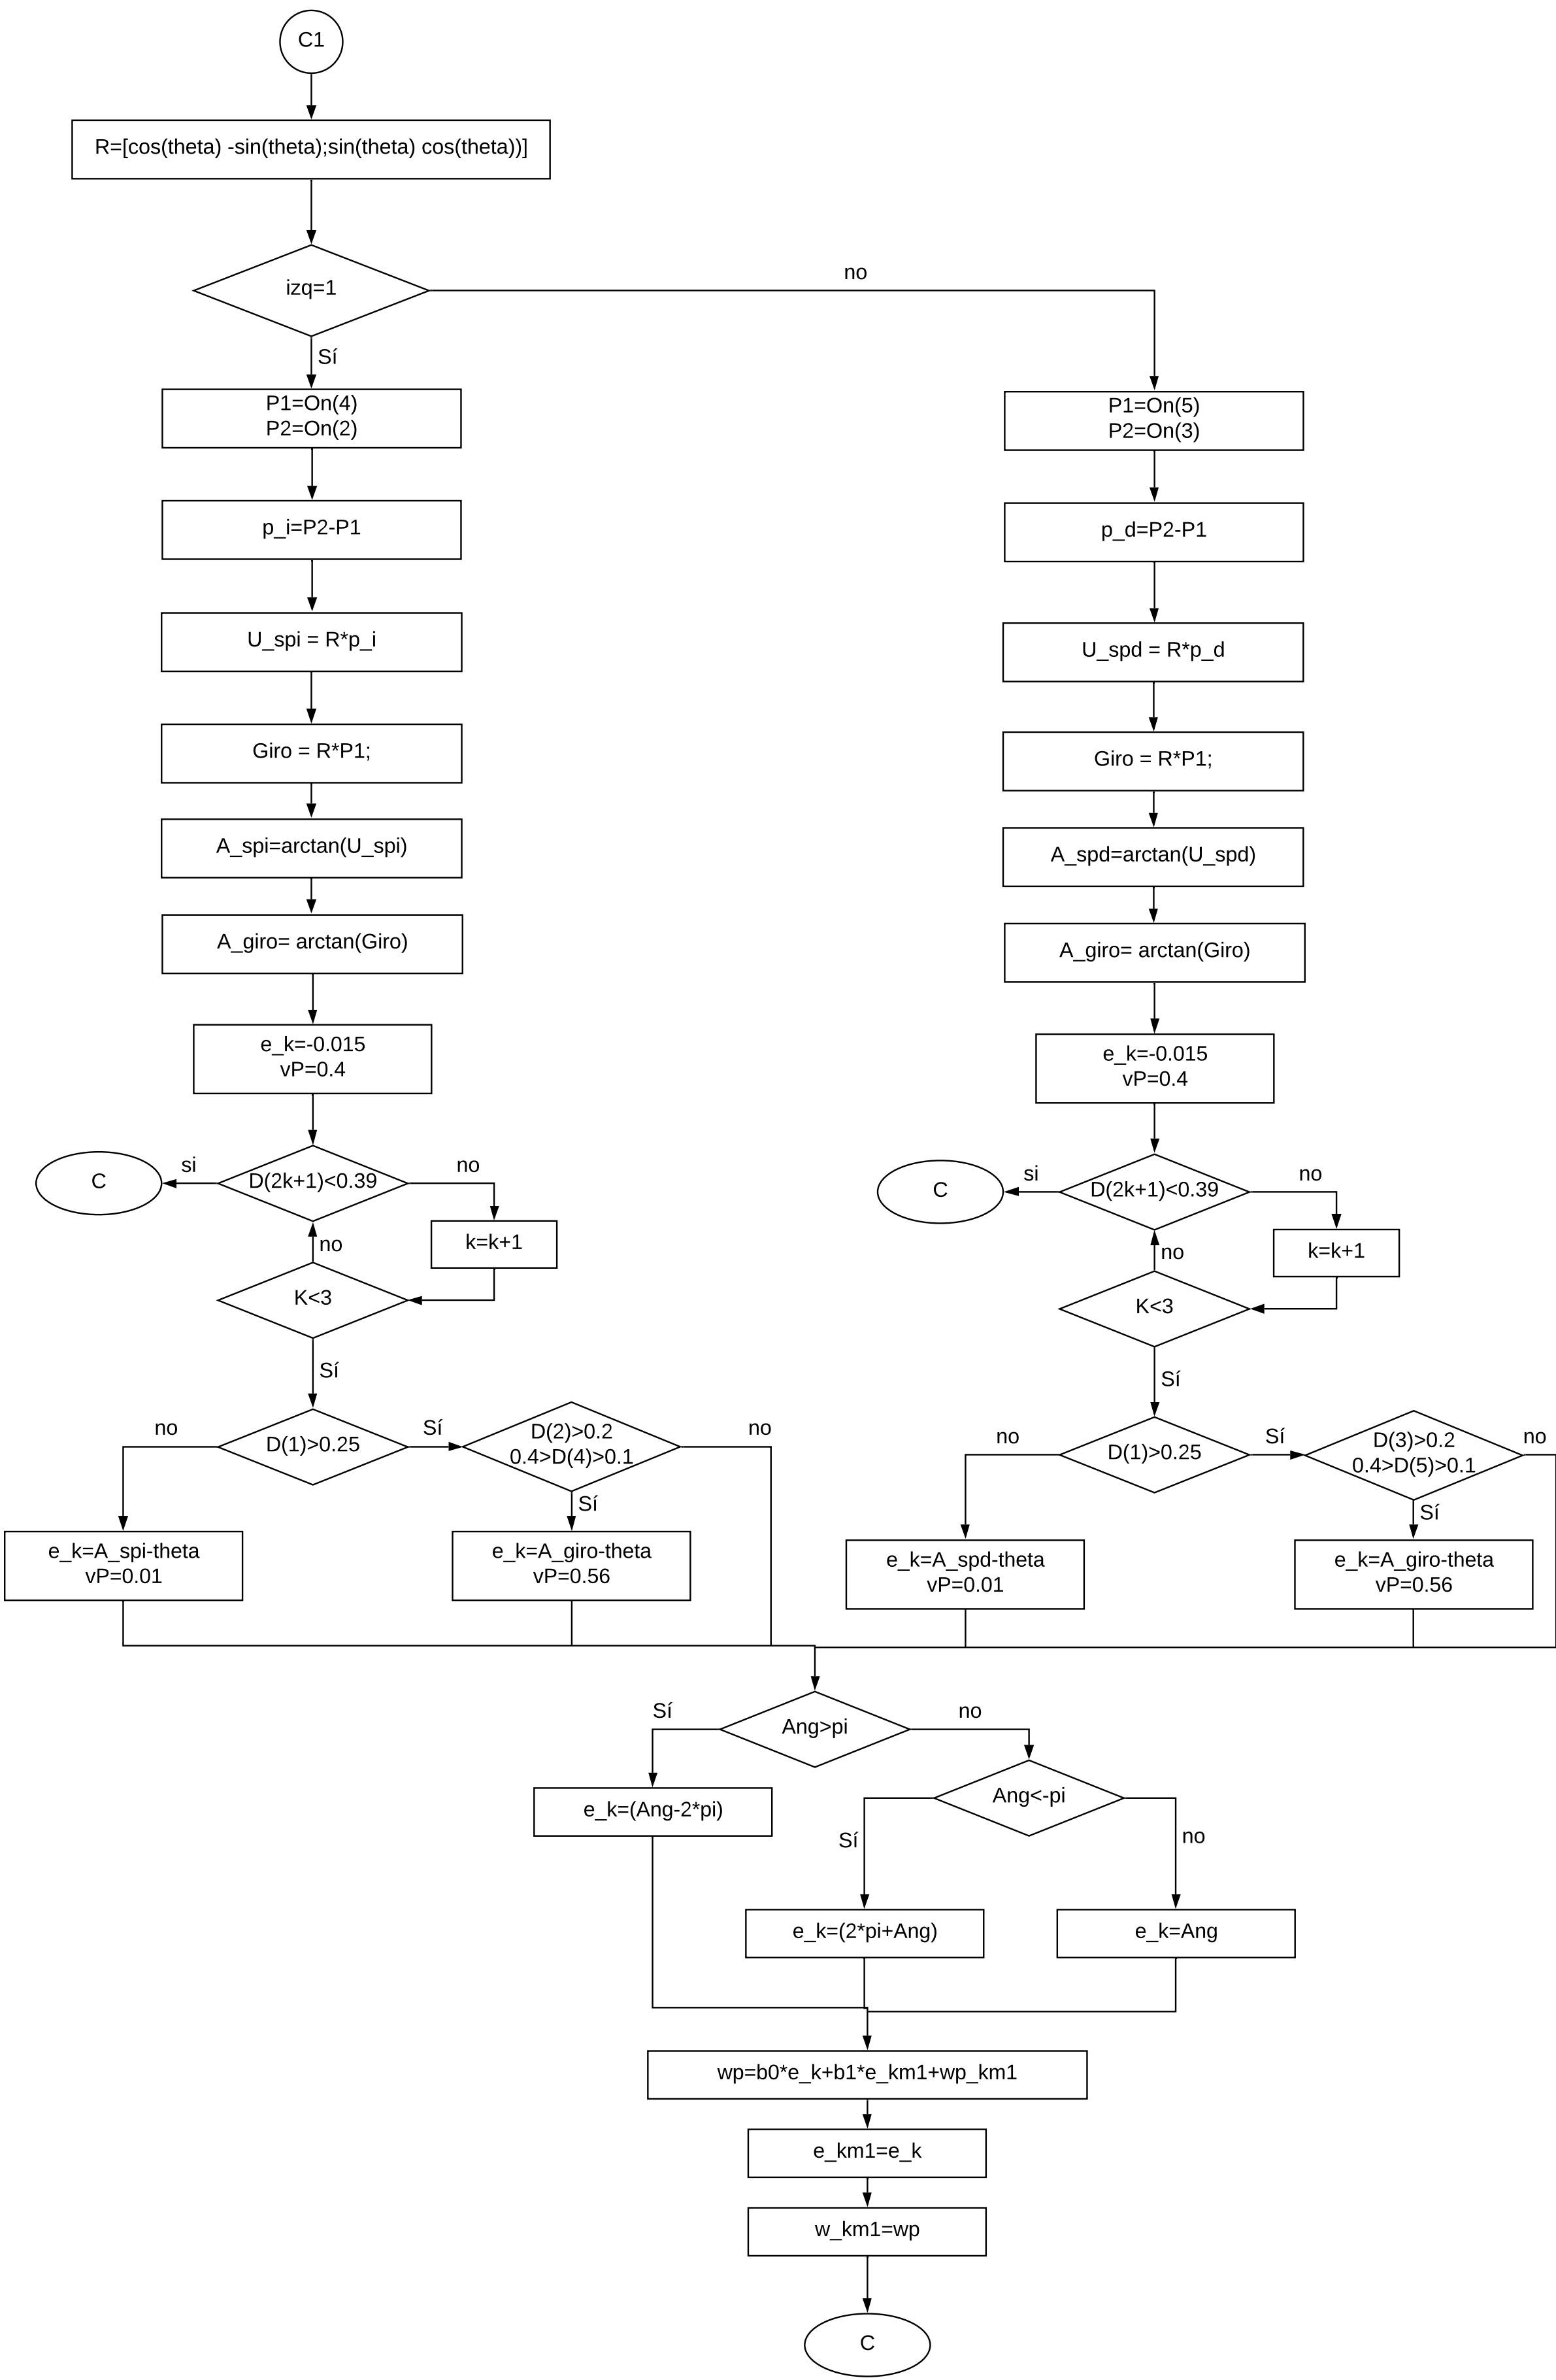 C1
R=[cos(theta) -sin(theta);sin(theta) cos(theta))]
izq=1
no
Sí
P1=On(4)
P2=On(2)
p_i=P2-P1
U_spi = R*p_i
Giro = R*P1;
A_spi=arctan(U_spi)
A_giro= arctan(Giro)
e_k=-0.015
vP=0.4
C
si
D(2k+1)<0.39
no
k=k+1
no
K<3
Sí
no
D(1)>0.25
Sí
D(2)>0.2
0.4>D(4)>0.1
no
Sí
e_k=A_spi-theta
vP=0.01
e_k=A_giro-theta
vP=0.56
P1=On(5)
P2=On(3)
p_d=P2-P1
U_spd = R*p_d
Giro = R*P1;
A_spd=arctan(U_spd)
A_giro= arctan(Giro)
e_k=-0.015
vP=0.4
C
si
D(2k+1)<0.39
no
k=k+1
no
K<3
Sí
no
D(1)>0.25
Sí
D(3)>0.2
0.4>D(5)>0.1
no
Sí
e_k=A_spd-theta
vP=0.01
e_k=A_giro-theta
vP=0.56
Sí
Ang>pi
no
e_k=(Ang-2*pi)
Ang<-pi
Sí
no
e_k=(2*pi+Ang)
e_k=Ang
wp=b0*e_k+b1*e_km1+wp_km1
e_km1=e_k
w_km1=wp
C